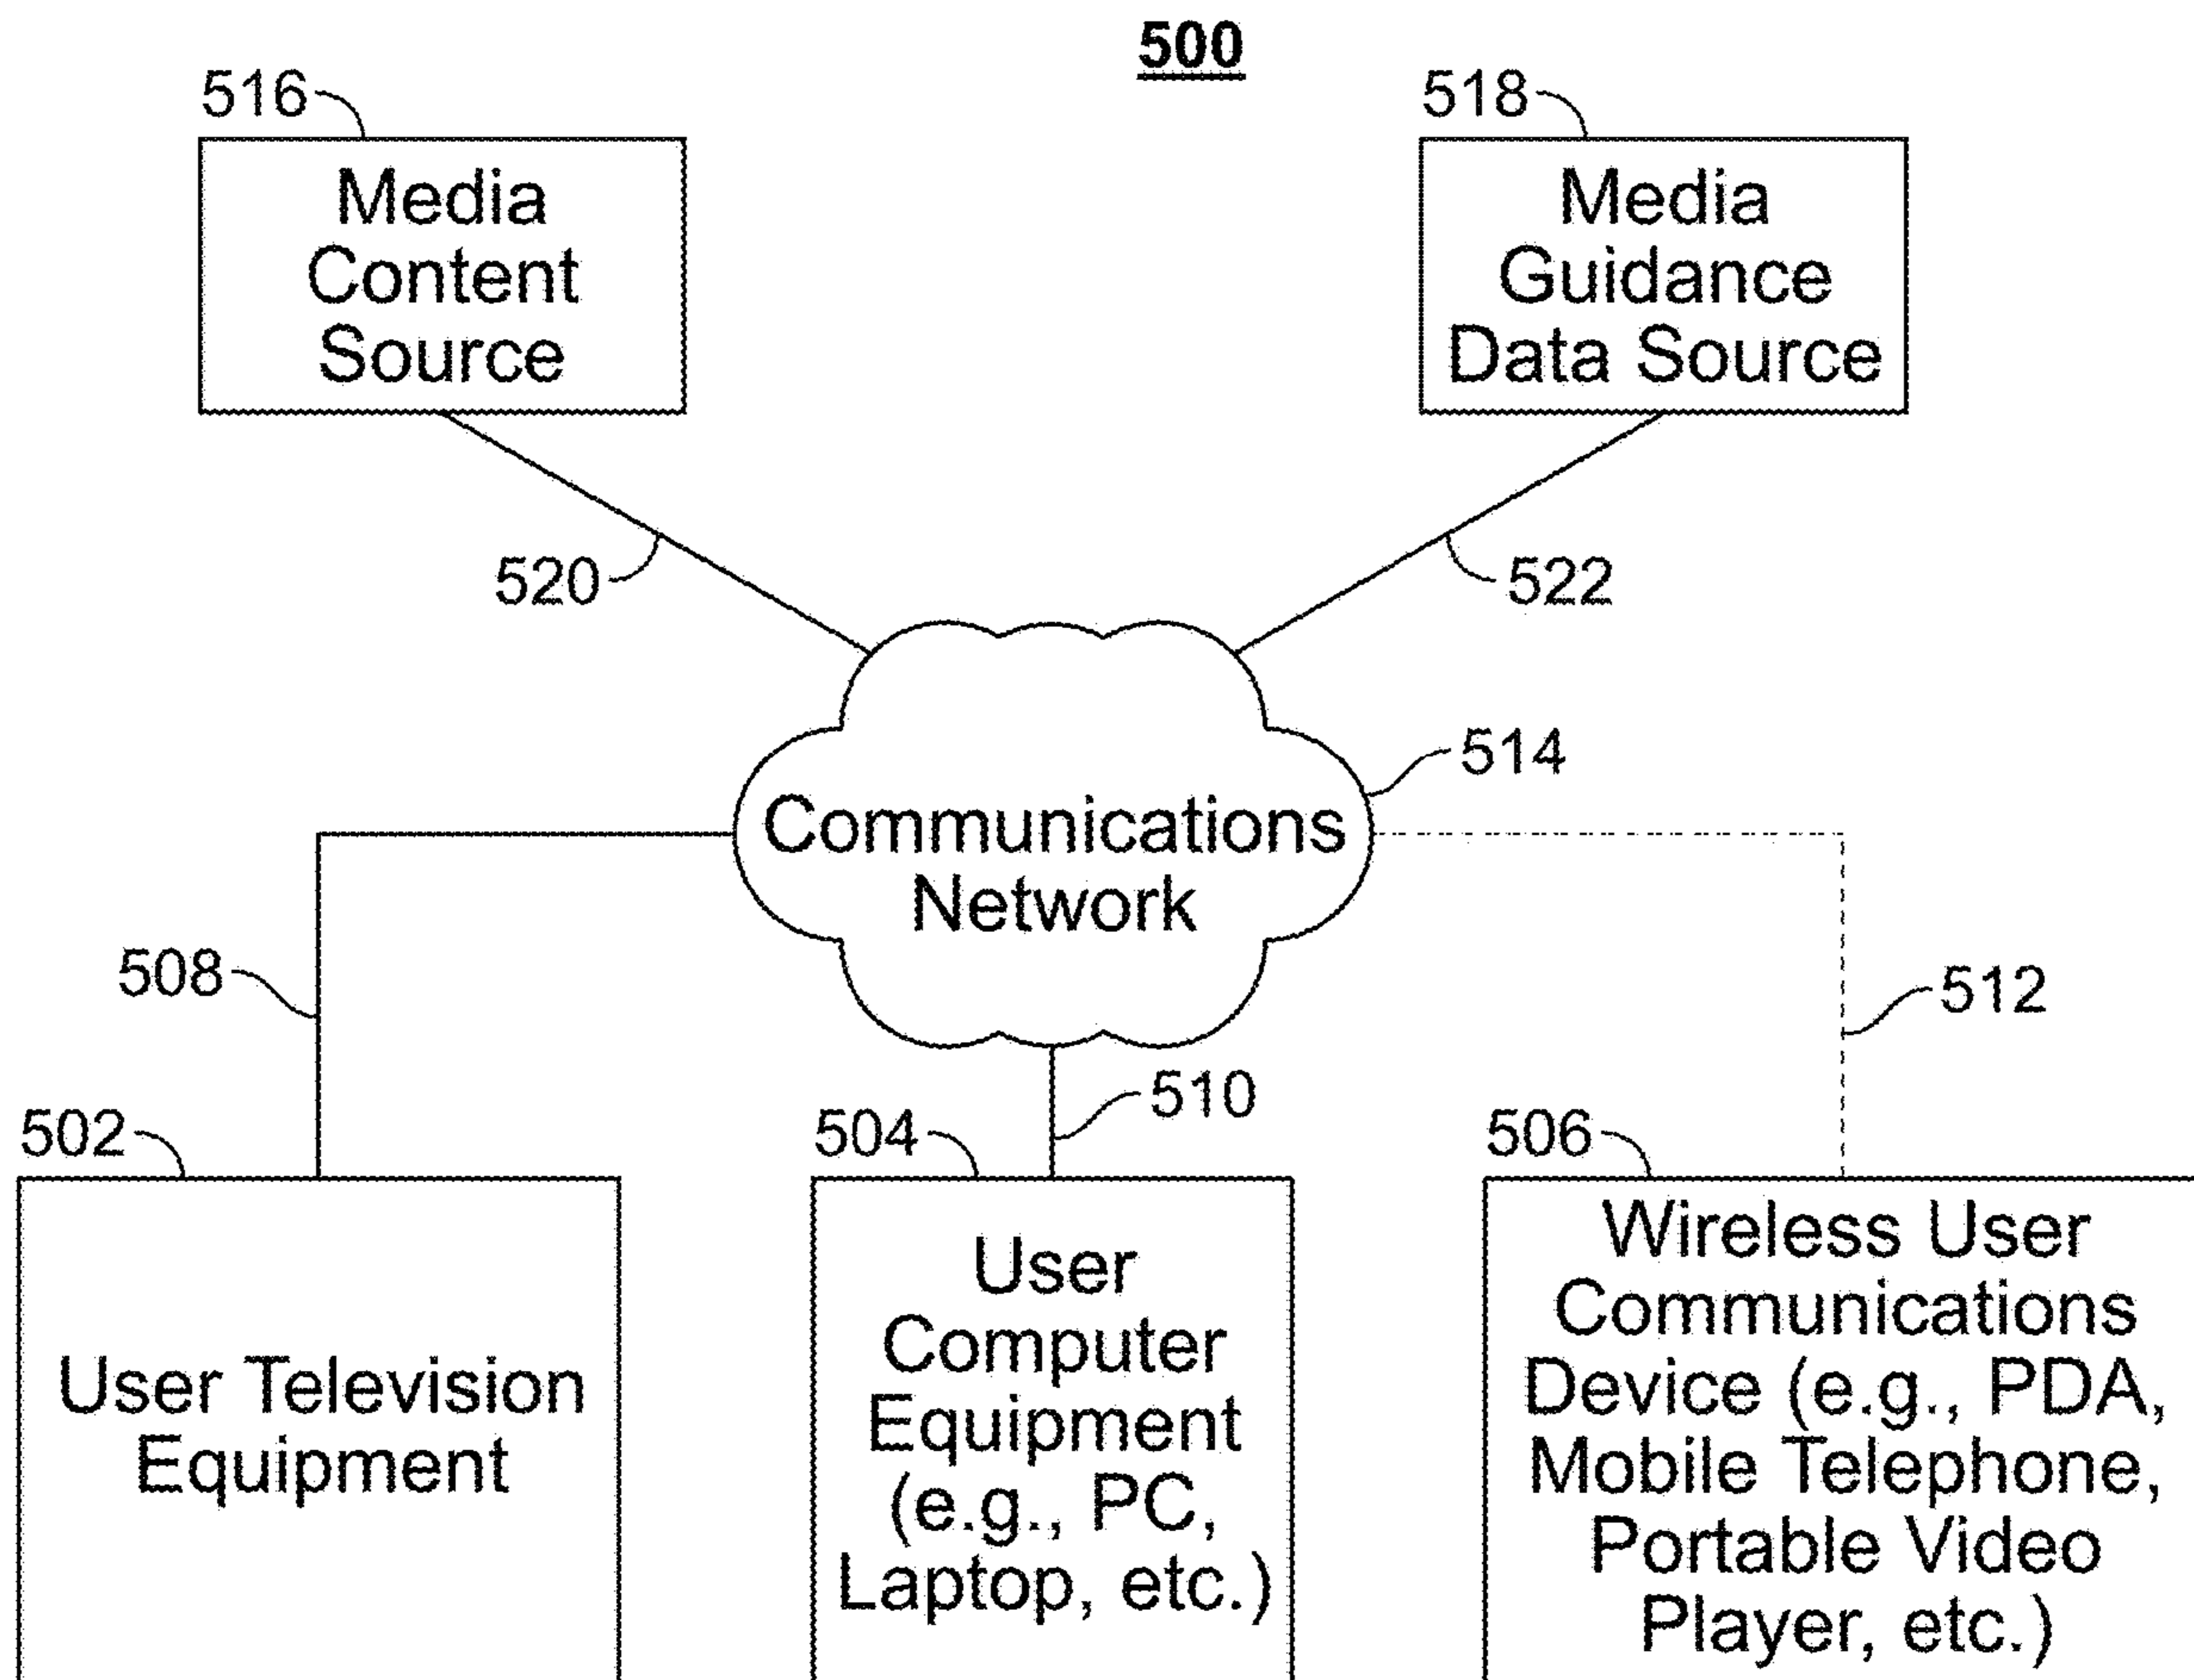 500
516
518
Media
Content
Source
Media
Guidance
Data Source
520
522
514
Communications
Network
508
512
510
502
504
506
User Television
Equipment
User
Computer
Equipment
(e.g., PC,
Laptop, etc.)
Wireless User
Communications
Device (e.g., PDA,
Mobile Telephone,
Portable Video
Player, etc.)